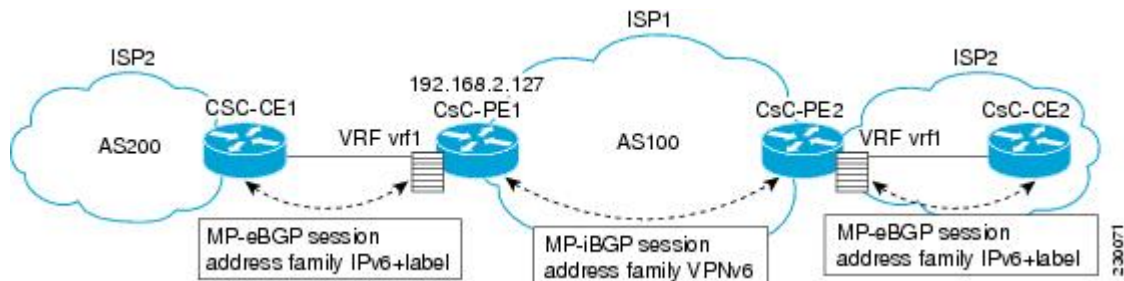 ISP1
ISP2
ISP2
192.168.2.127
CSC-CE1
CsC-PE1
CsC-PE2
CsC-CE2
AS200
VRF vrf1
AS100
VRF vrf1
MP-eBGP session
address family IPv6+label
MP-iBGP session
address family VPNv6
MP-eBGP session
address family IPv6+label
230071